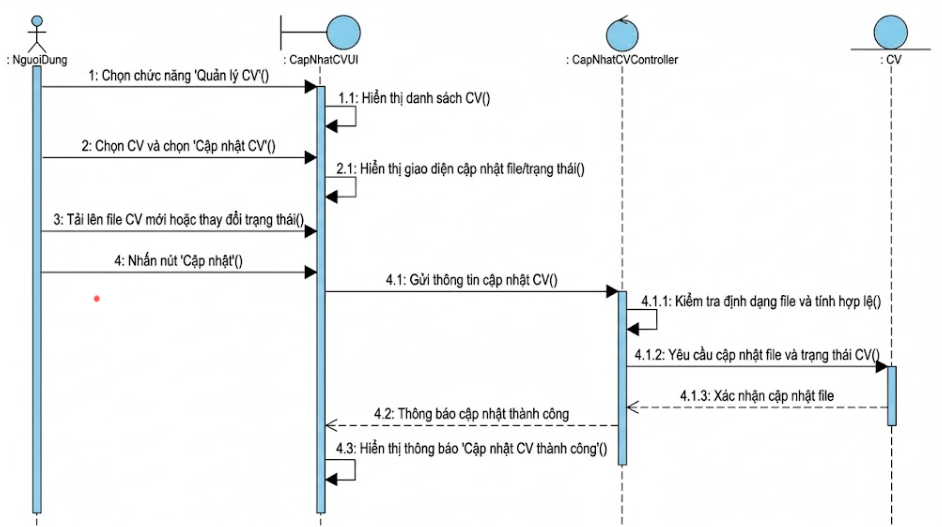 : NguoiDung
: CapNhatCVUI
: CapNhatCVController
: CV
1: Chọn chức năng 'Quản lý CV'()
1.1: Hiển thị danh sách CV()
2: Chọn CV và chọn 'Cập nhật CV'()
2.1: Hiển thị giao diện cập nhật file/trạng thái()
3: Tải lên file CV mới hoặc thay đổi trạng thái()
4: Nhấn nút 'Cập nhật'()
4.1: Gửi thông tin cập nhật CV()
4.1.1: Kiểm tra định dạng file và tính hợp lệ()
4.1.2: Yêu cầu cập nhật file và trạng thái CV()
4.1.3: Xác nhận cập nhật file
4.2: Thông báo cập nhật thành công
4.3: Hiển thị thông báo 'Cập nhật CV thành công'()